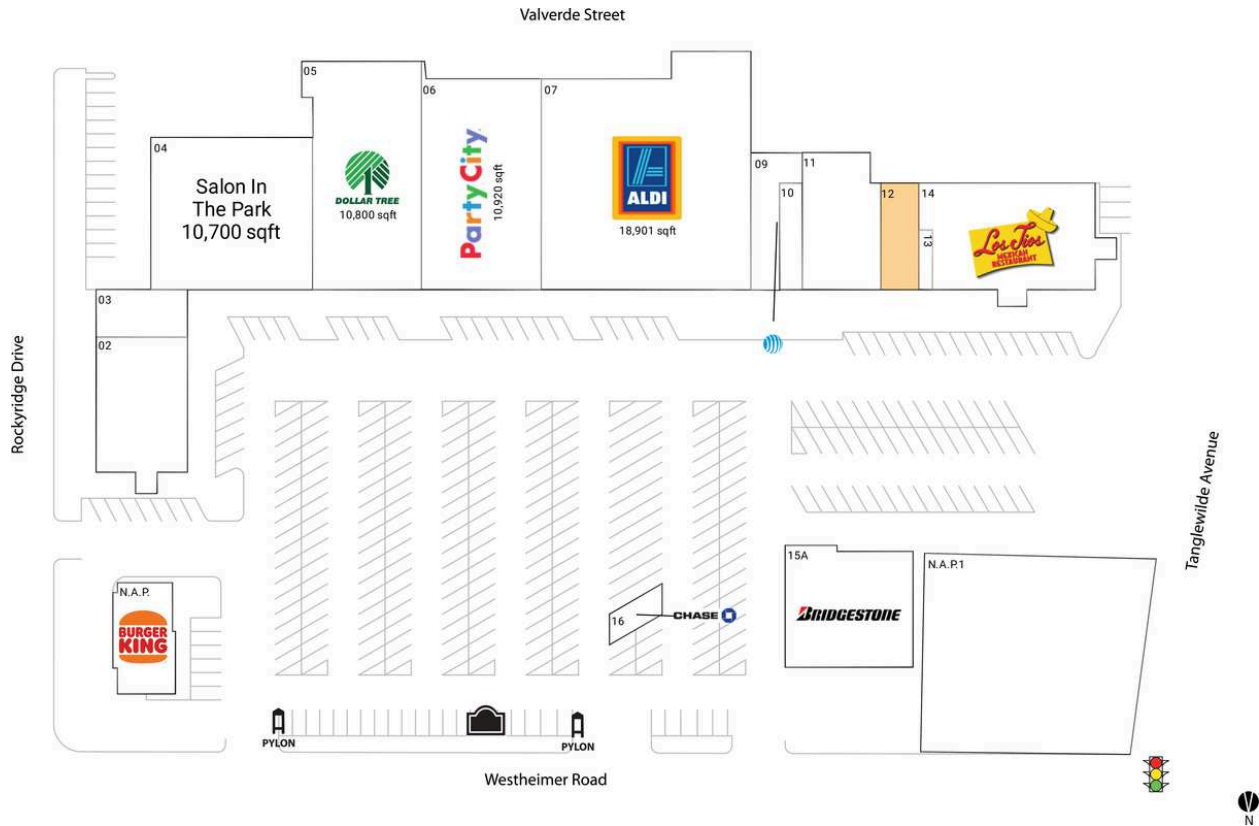 Valverde Street
05
06
07
04
Salon In
The Park
10,700 sqft
DOLLAR TREE
10,800 sqft
Party City
10,920 sqft
ALDI
18,901 sqft
09
10
11
12
14
13
Los Tios
MEXICAN
RESTAURANT
03
02
Rockyridge Drive
Tanglewilde Avenue
15A
BRIDGESTONE
N.A.P.1
N.A.P.
BURGER
KING
16
CHASE
PYLON
PYLON
Westheimer Road
N